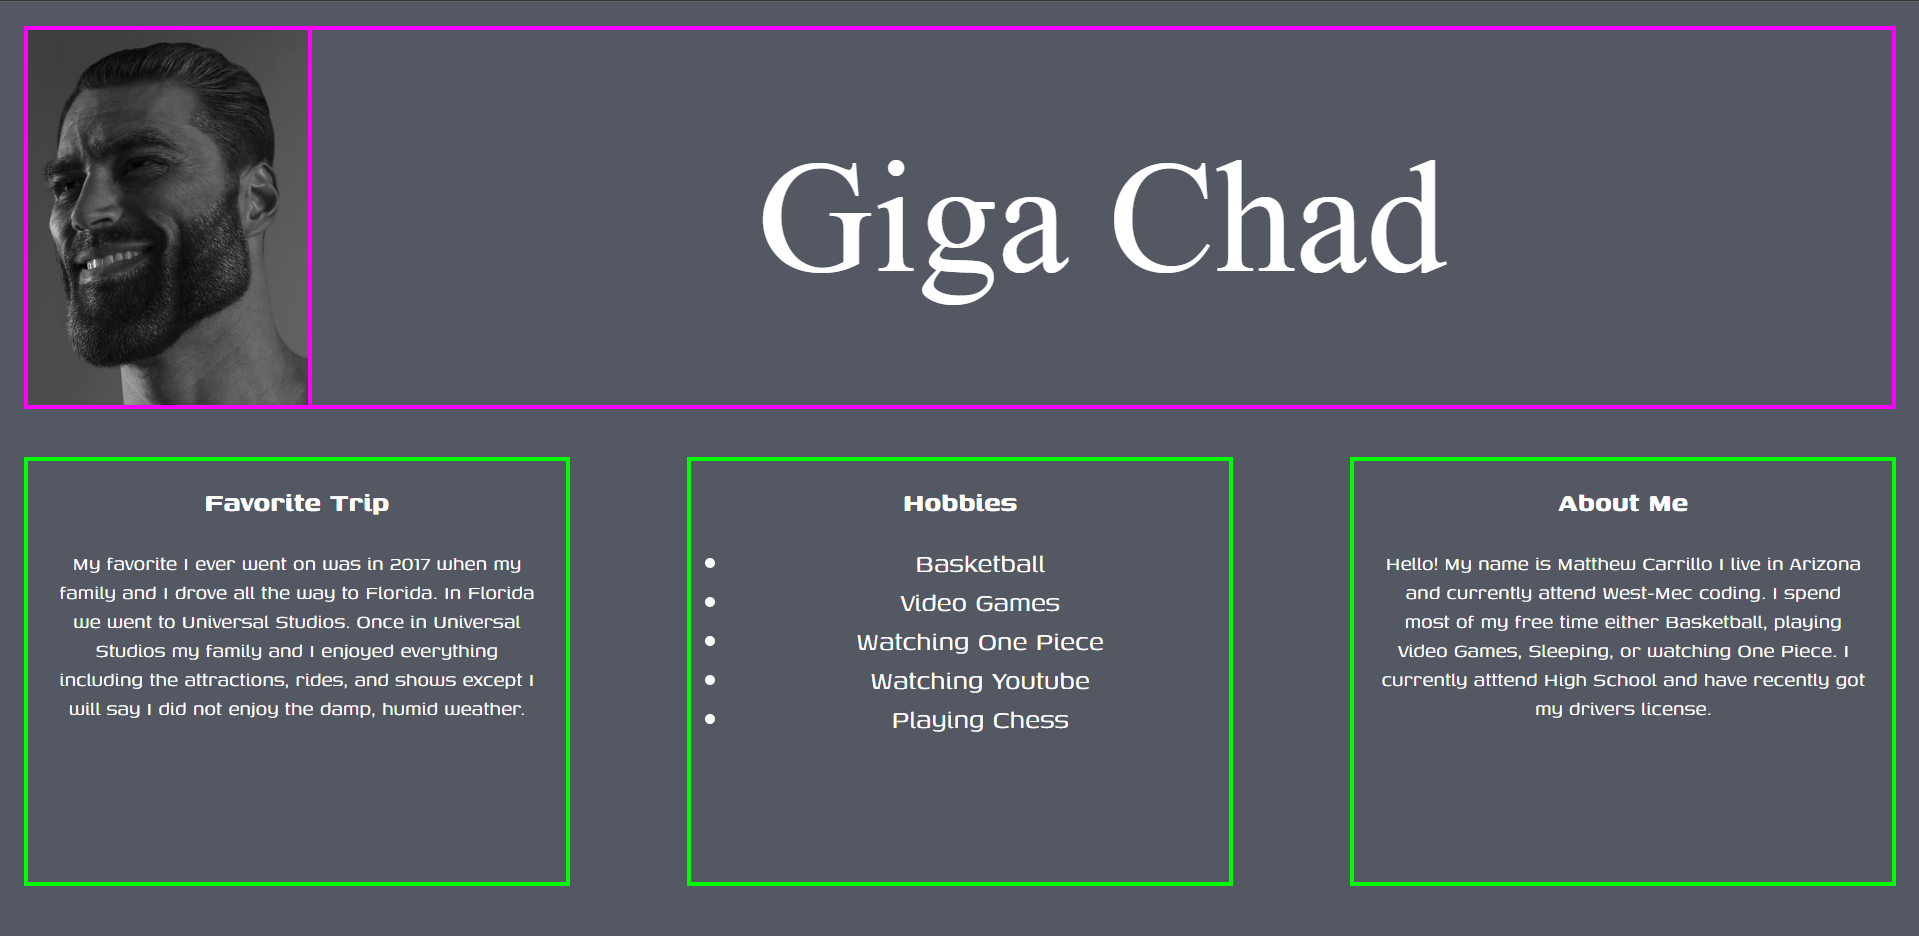 Giga Chad
Favorite Trip
My favorite I ever went on was in 2017 when my
family and I drove all the way to Florida. In Florida
we went to Universal Studios. Once in Universal
Studios my family and I enjoyed everything
including the attractions, rides, and shows except I
will say I did not enjoy the damp, humid weather.
Hobbies
Basketball
Video Games
Watching One Piece
Watching Youtube
Playing Chess
About Me
Hello! My name is Matthew Carrillo I live in Arizona
and currently attend West-Mec coding. I spend
most of my free time either Basketball, playing
Video Games, Sleeping, or watching One Piece. I
currently atttend High School and have recently got
my drivers license.